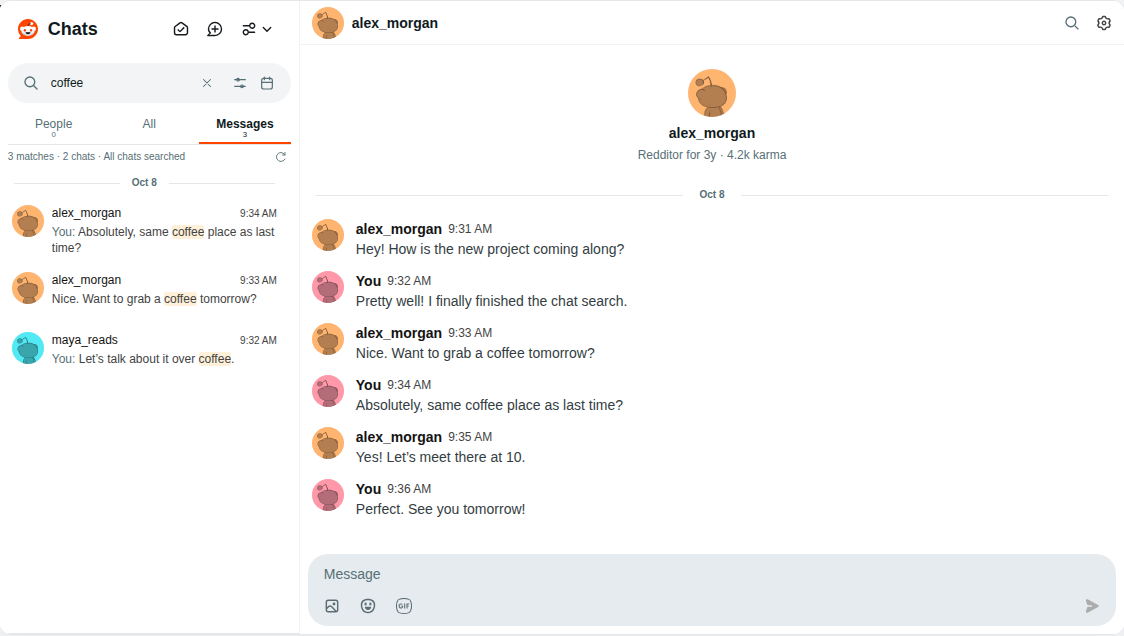 Chats
coffee
People
0
All
Messages
3
3 matches · 2 chats · All chats searched
Oct 8
alex_morgan 9:34 AM
You: Absolutely, same coffee place as last
time?
alex_morgan 9:33 AM
Nice. Want to grab a coffee tomorrow?
maya_reads 9:32 AM
You: Let’s talk about it over coffee.
alex_morgan
alex_morgan
Redditor for 3y · 4.2k karma
Oct 8
alex_morgan 9:31 AM
Hey! How is the new project coming along?
You 9:32 AM
Pretty well! I finally finished the chat search.
alex_morgan 9:33 AM
Nice. Want to grab a coffee tomorrow?
You 9:34 AM
Absolutely, same coffee place as last time?
alex_morgan 9:35 AM
Yes! Let’s meet there at 10.
You 9:36 AM
Perfect. See you tomorrow!
Message
GIF